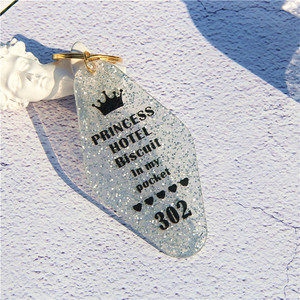 PRINCESS
HOTEL
Biscuit
In my
pocket
302